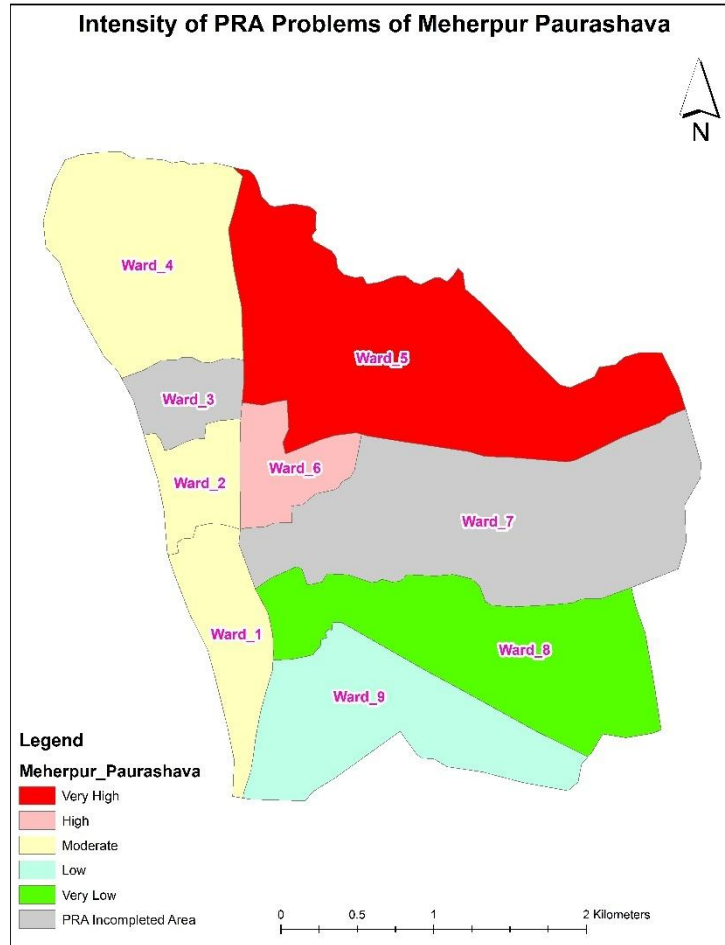 Intensity of PRA Problems of Meherpur Paurashava
N
Ward_4
Ward_5
Ward_3
Ward_6
Ward_2
Ward_7
Ward_1
Ward_8
Ward_9
Legend
Meherpur_Paurashava
Very High
High
Moderate
Low
Very Low
PRA Incompleted Area
0 0.5 1 2 Kilometers